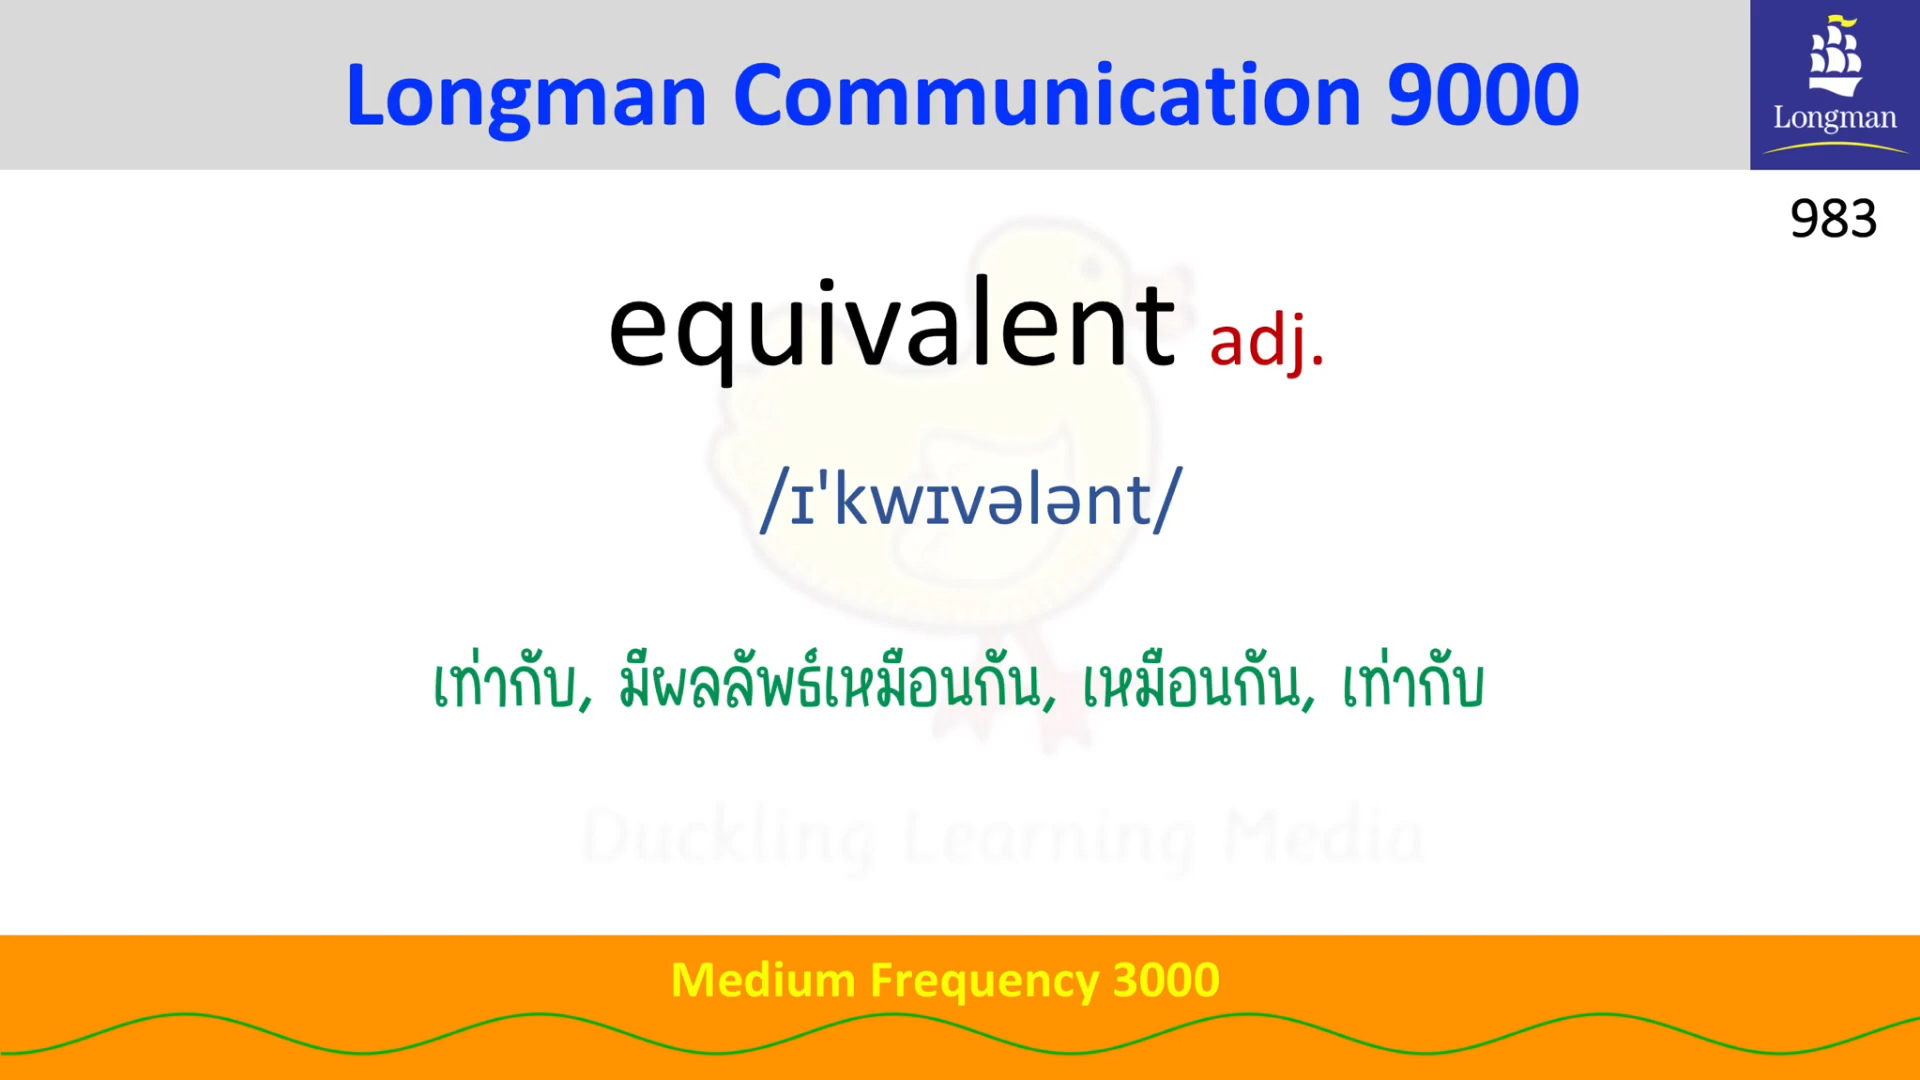 Longman Communication 9000
Longman
983
equivalent adj.
/ɪ'kwɪvələnt/
เท่ากับ, มีผลลัพธ์เหมือนกัน, เหมือนกัน, เท่ากับ
Duckling Learning Media
Medium Frequency 3000